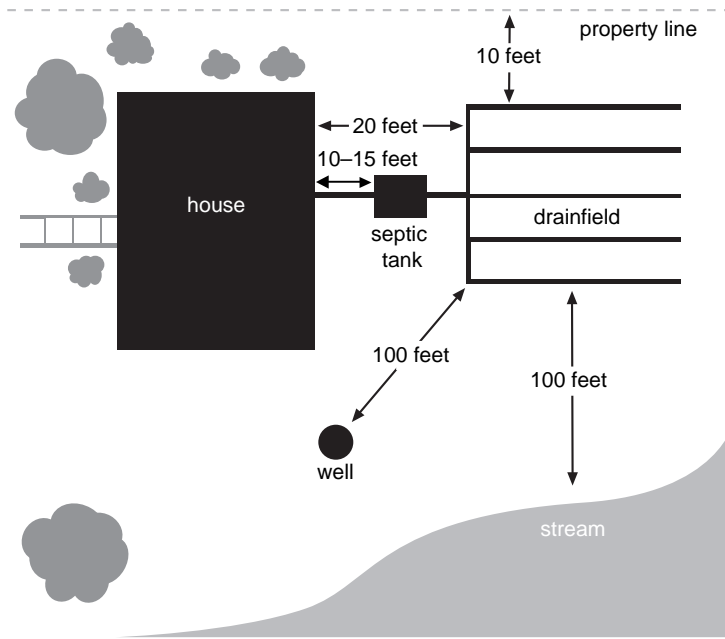 property line
10 feet
20 feet
10–15 feet
house
drainfield
septic
tank
100 feet
100 feet
well
stream